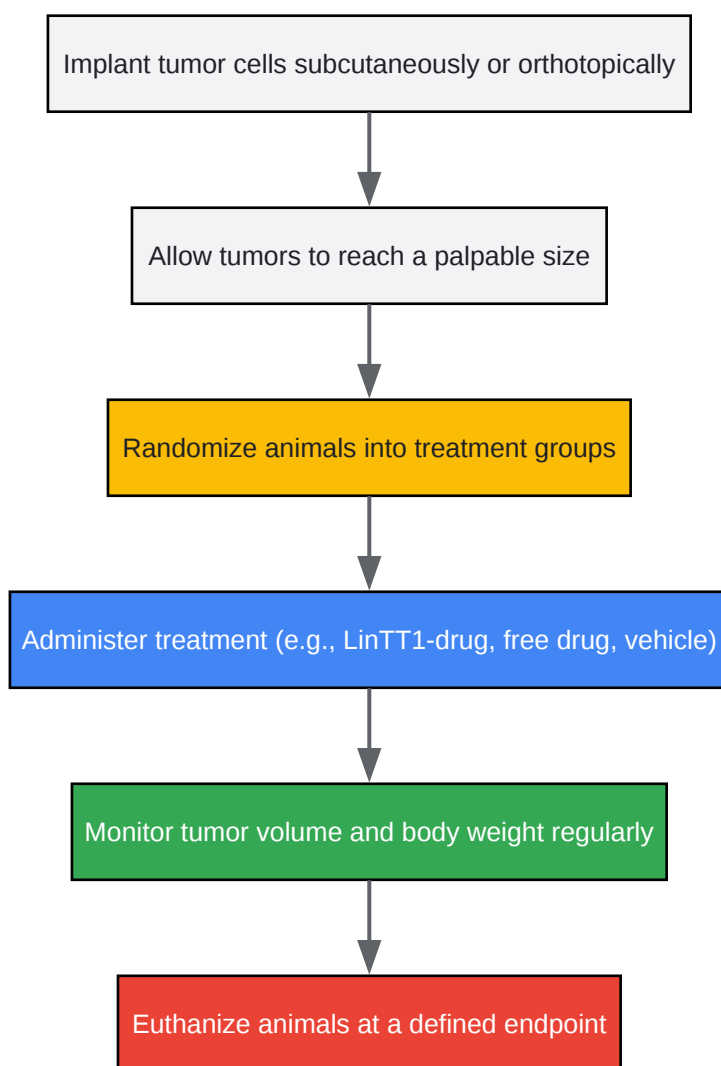 Implant tumor cells subcutaneously or orthotopically
Allow tumors to reach a palpable size
Randomize animals into treatment groups
Administer treatment (e.g., LinTT1-drug, free drug, vehicle)
Monitor tumor volume and body weight regularly
Euthanize animals at a defined endpoint